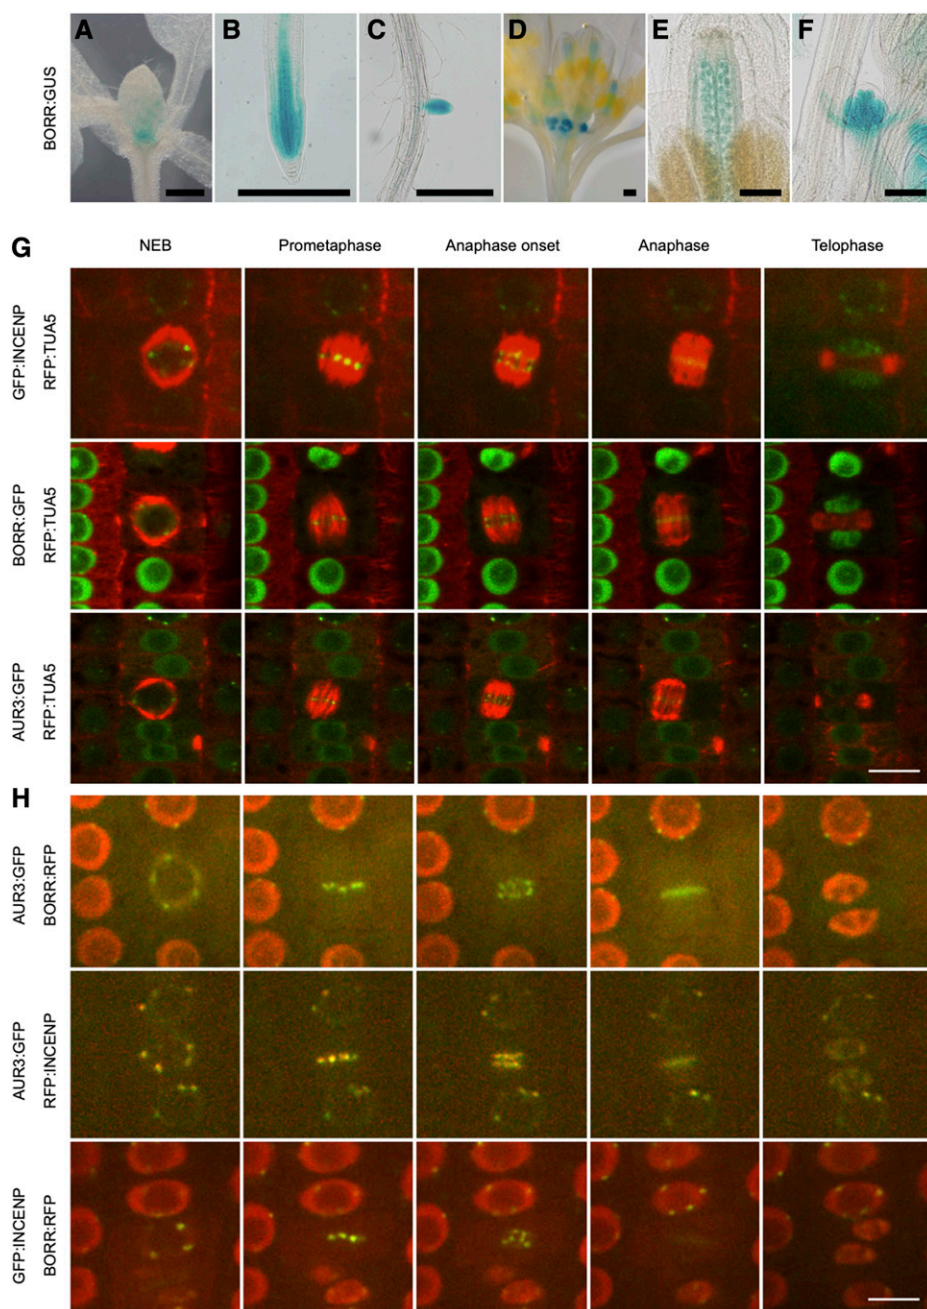 A
B
C
D
E
F
BORR:GUS
G
NEB
Prometaphase
Anaphase onset
Anaphase
Telophase
GFP:INCENP
RFP:TUA5
BORR:GFP
RFP:TUA5
AUR3:GFP
RFP:TUA5
H
AUR3:GFP
BORR:RFP
AUR3:GFP
RFP:INCENP
GFP:INCENP
BORR:RFP